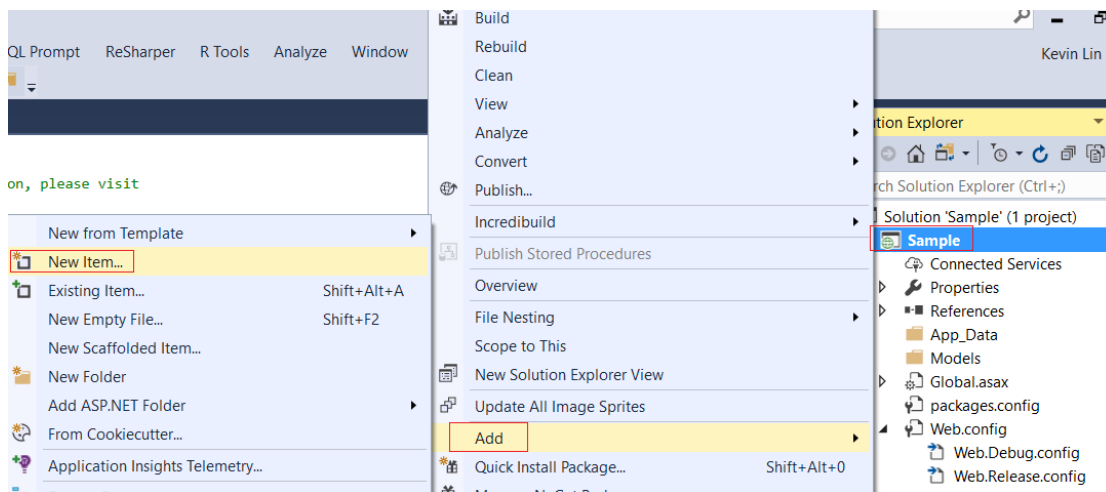 QL Prompt ReSharper R Tools Analyze Window
on, please visit
New from Template
New Item...
Existing Item... Shift+Alt+A
New Empty File... Shift+F2
New Scaffolded Item...
New Folder
Add ASP.NET Folder
From Cookiecutter...
Application Insights Telemetry...
Build
Rebuild
Clean
View
Analyze
Convert
Publish...
Incredibuild
Publish Stored Procedures
Overview
File Nesting
Scope to This
New Solution Explorer View
Update All Image Sprites
Add
Quick Install Package... Shift+Alt+0
Kevin Lin
tion Explorer
rch Solution Explorer (Ctrl+;)
Solution 'Sample' (1 project)
Sample
Connected Services
Properties
References
App_Data
Models
Global.asax
packages.config
Web.config
Web.Debug.config
Web.Release.config